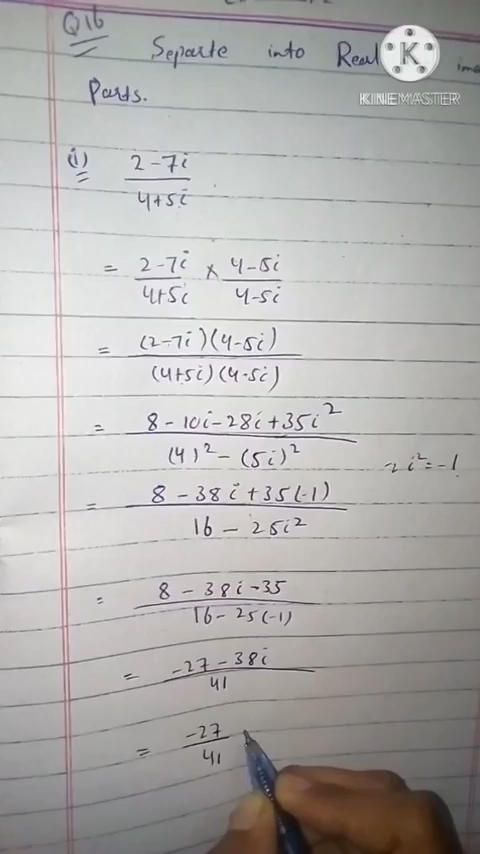 Q16 Separte into Real
Parts.
(i) 2-7i / 4+5i
= 2-7i / 4+5i × 4-5i / 4-5i
= (2-7i)(4-5i) / (4+5i)(4-5i)
= 8-10i-28i+35i² / (4)²-(5i)²
∵ i²=-1
= 8-38i+35(-1) / 16-25i²
= 8-38i-35 / 16-25(-1)
= -27-38i / 41
= -27 / 41
K
KINEMASTER